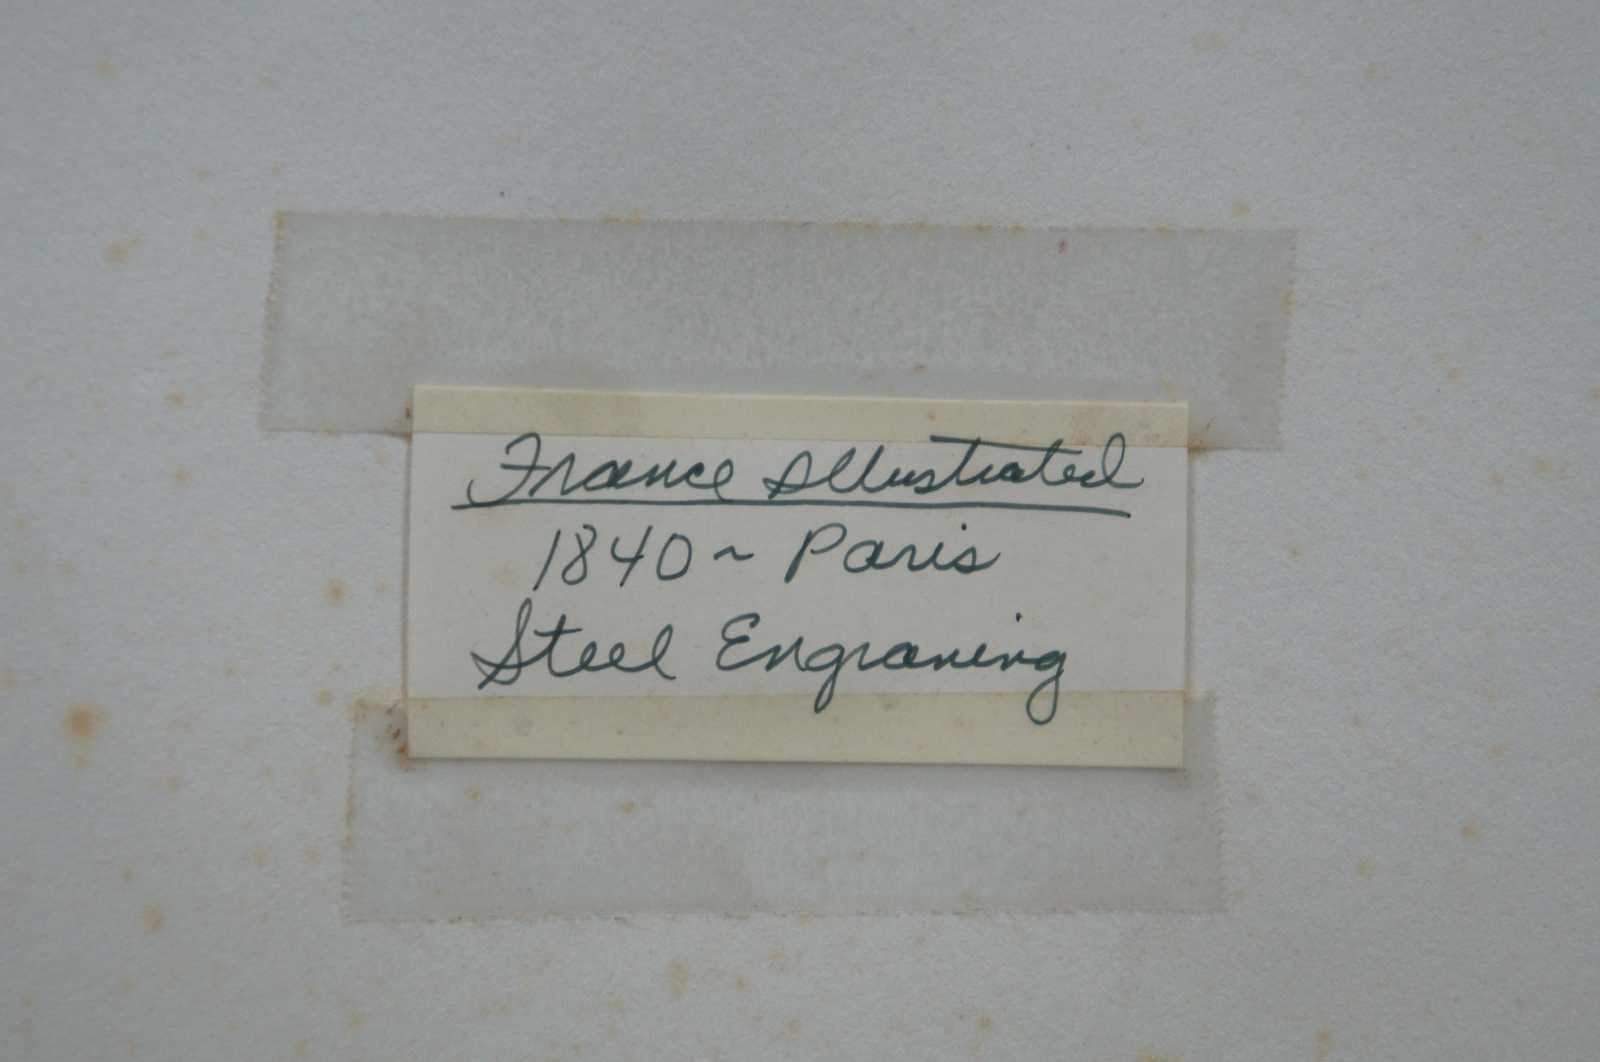 France Illustrated
1840 ~ Paris
Steel Engraving